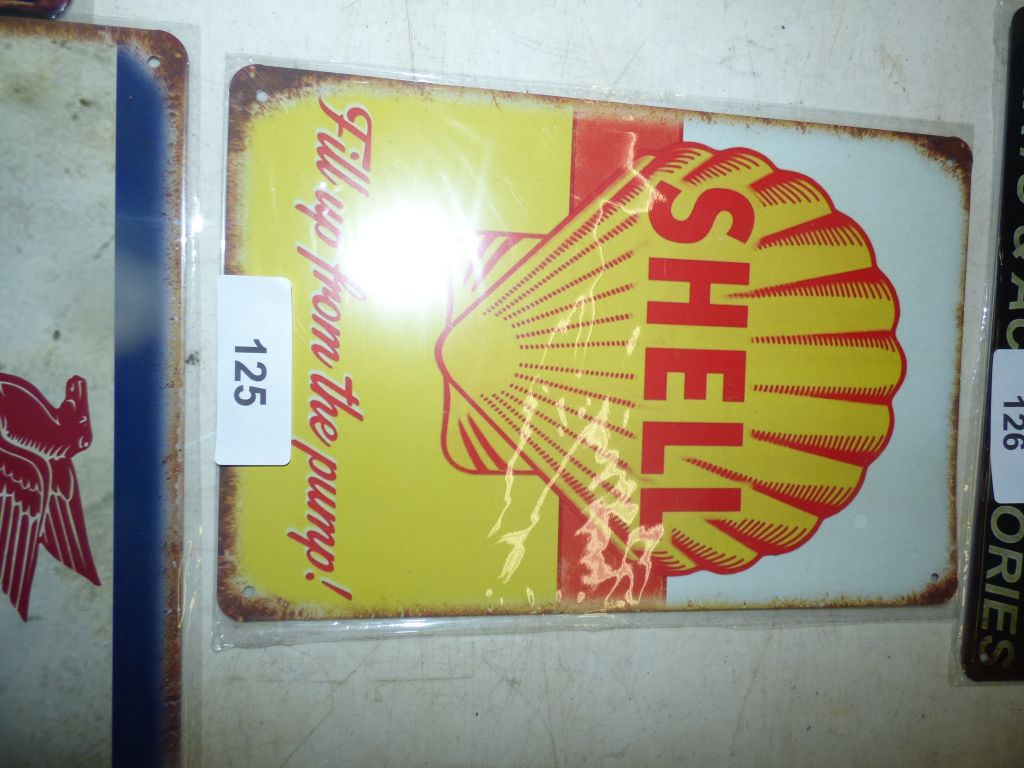 SHELL
Fill up from the pump!
125
126
ORIES